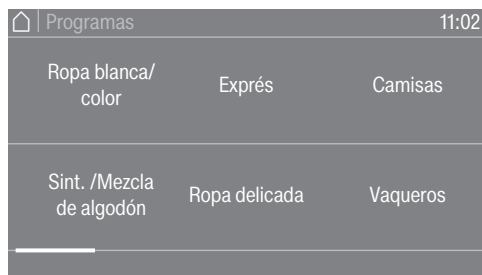 Programas 11:02
Ropa blanca/
color
Exprés
Camisas
Sint. /Mezcla
de algodón
Ropa delicada
Vaqueros